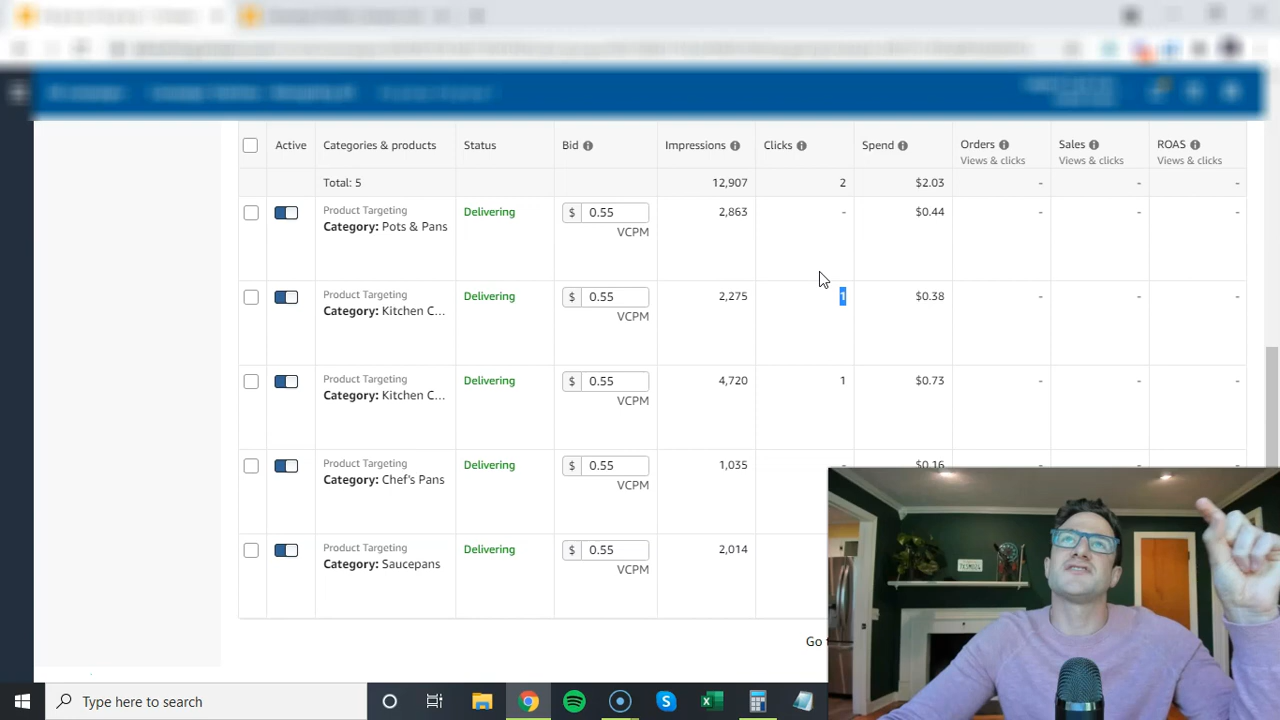 Active Categories & products Status Bid Impressions Clicks Spend Orders Sales ROAS
Views & clicks Views & clicks Views & clicks
Total: 5 12,907 2 $2.03 - - -
Product Targeting Delivering $ 0.55 2,863 - $0.44 - - -
Category: Pots & Pans
VCPM
Product Targeting Delivering $ 0.55 2,275 1 $0.38 - - -
Category: Kitchen C...
VCPM
Product Targeting Delivering $ 0.55 4,720 1 $0.73 - - -
Category: Kitchen C...
VCPM
Product Targeting Delivering $ 0.55 1,035 - $0.16
Category: Chef's Pans
VCPM
Product Targeting Delivering $ 0.55 2,014
Category: Saucepans
VCPM
Go
Type here to search